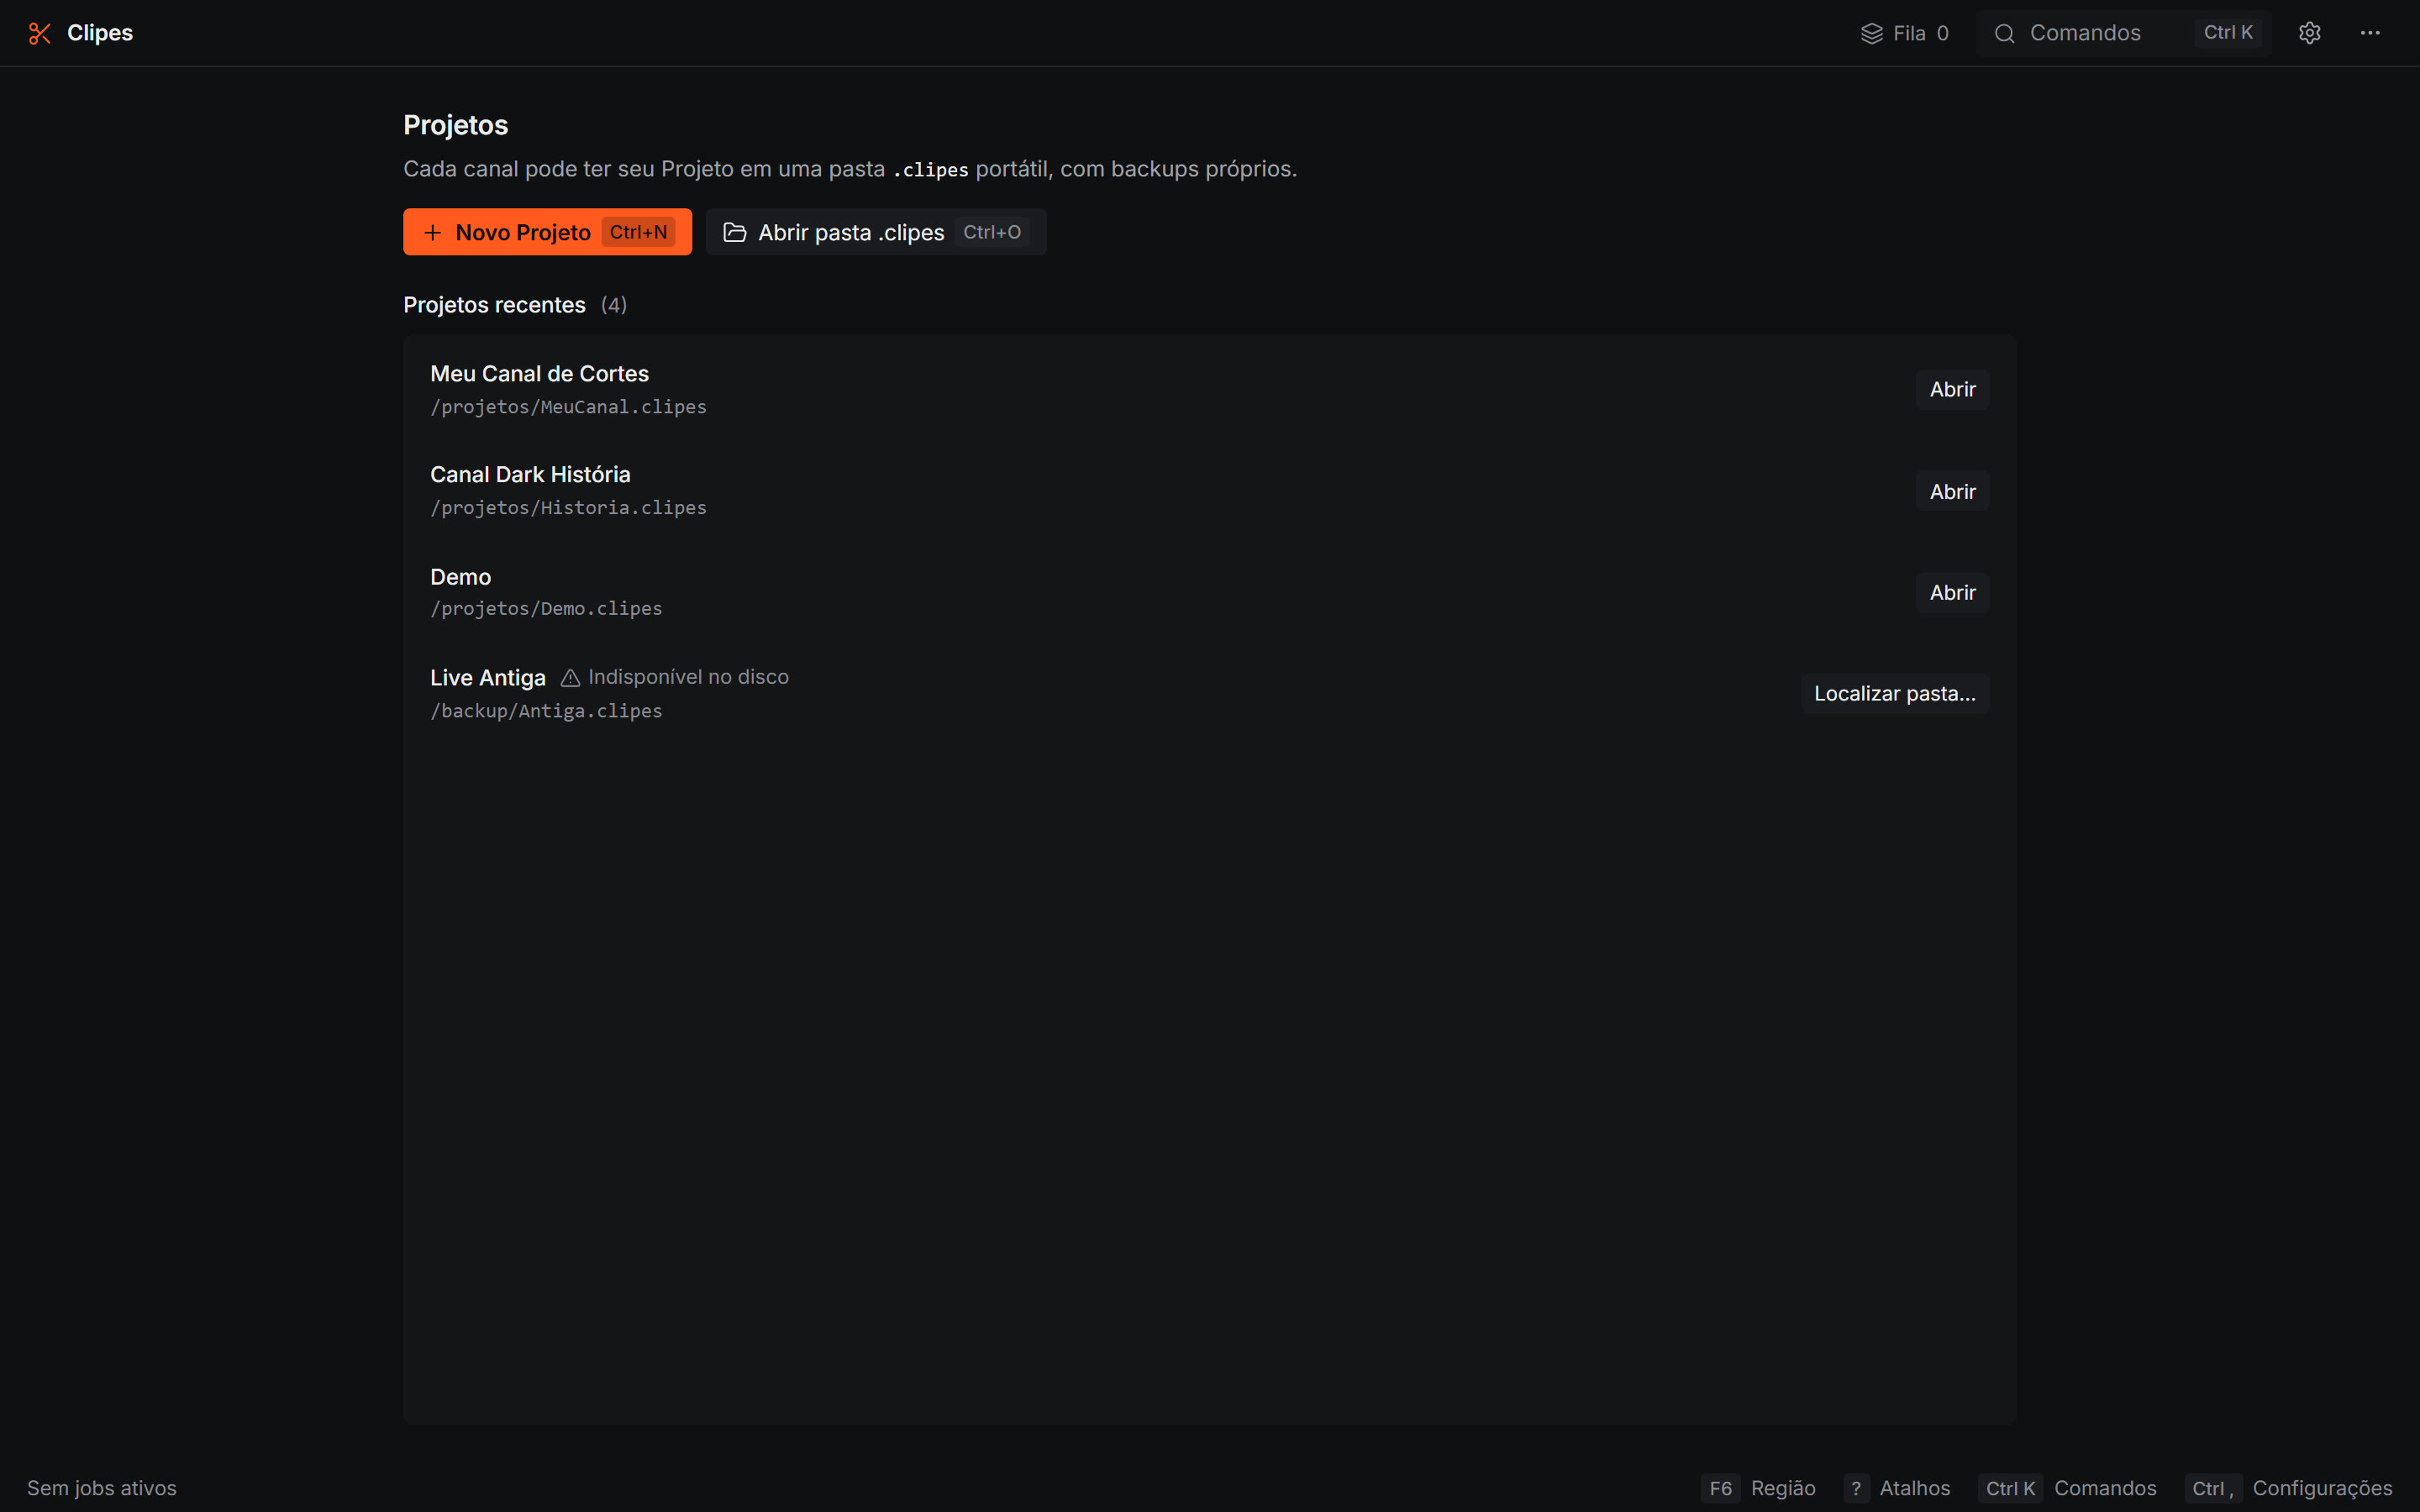 Clipes
Fila 0
Comandos Ctrl K
Projetos
Cada canal pode ter seu Projeto em uma pasta .clipes portátil, com backups próprios.
Novo Projeto Ctrl+N
Abrir pasta .clipes Ctrl+O
Projetos recentes (4)
Meu Canal de Cortes
/projetos/MeuCanal.clipes
Abrir
Canal Dark História
/projetos/Historia.clipes
Abrir
Demo
/projetos/Demo.clipes
Abrir
Live Antiga Indisponível no disco
/backup/Antiga.clipes
Localizar pasta...
Sem jobs ativos
F6 Região ? Atalhos Ctrl K Comandos Ctrl , Configurações